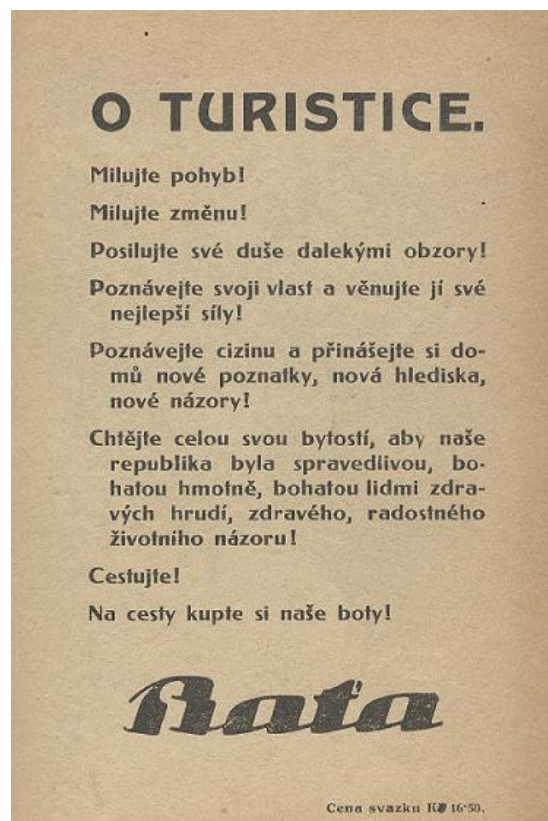 O TURISTICE.
Milujte pohyb!
Milujte změnu!
Posilujte své duše dalekými obzory!
Poznávejte svoji vlast a věnujte jí své
nejlepší síly!
Poznávejte cizinu a přinášejte si do-
mů nové poznatky, nová hlediska,
nové názory!
Chtějte celou svou bytostí, aby naše
republika byla spravedlivou, bo-
hatou hmotně, bohatou lidmi zdra-
vých hrudí, zdravého, radostného
životního názoru!
Cestujte!
Na cesty kupte si naše boty!
Baťa
Cena svazku Kč 16·50.